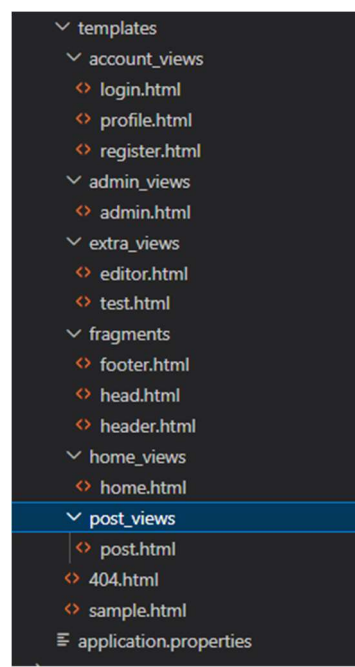 templates
account_views
login.html
profile.html
register.html
admin_views
admin.html
extra_views
editor.html
test.html
fragments
footer.html
head.html
header.html
home_views
home.html
post_views
post.html
404.html
sample.html
application.properties